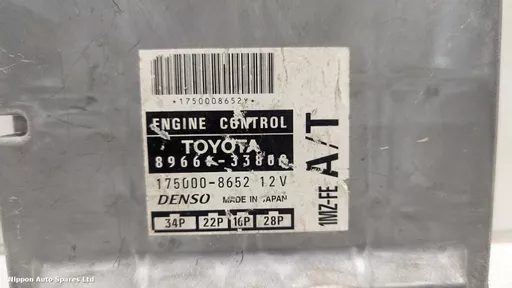 *1750008652Y*
ENGINE CONTROL
TOYOTA
175000-8652 12V
DENSO MADE IN JAPAN
34P 22P 16P 28P
1MZ-FE A/T
Nippon Auto Spares Ltd